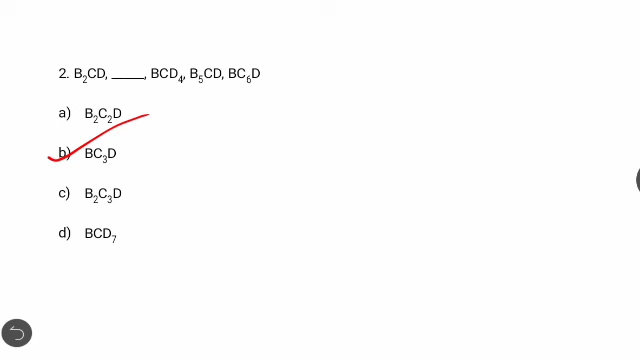 2. B₂CD, _____, BCD₄, B₅CD, BC₆D
a) B₂C₂D
b) BC₃D
c) B₂C₃D
d) BCD₇